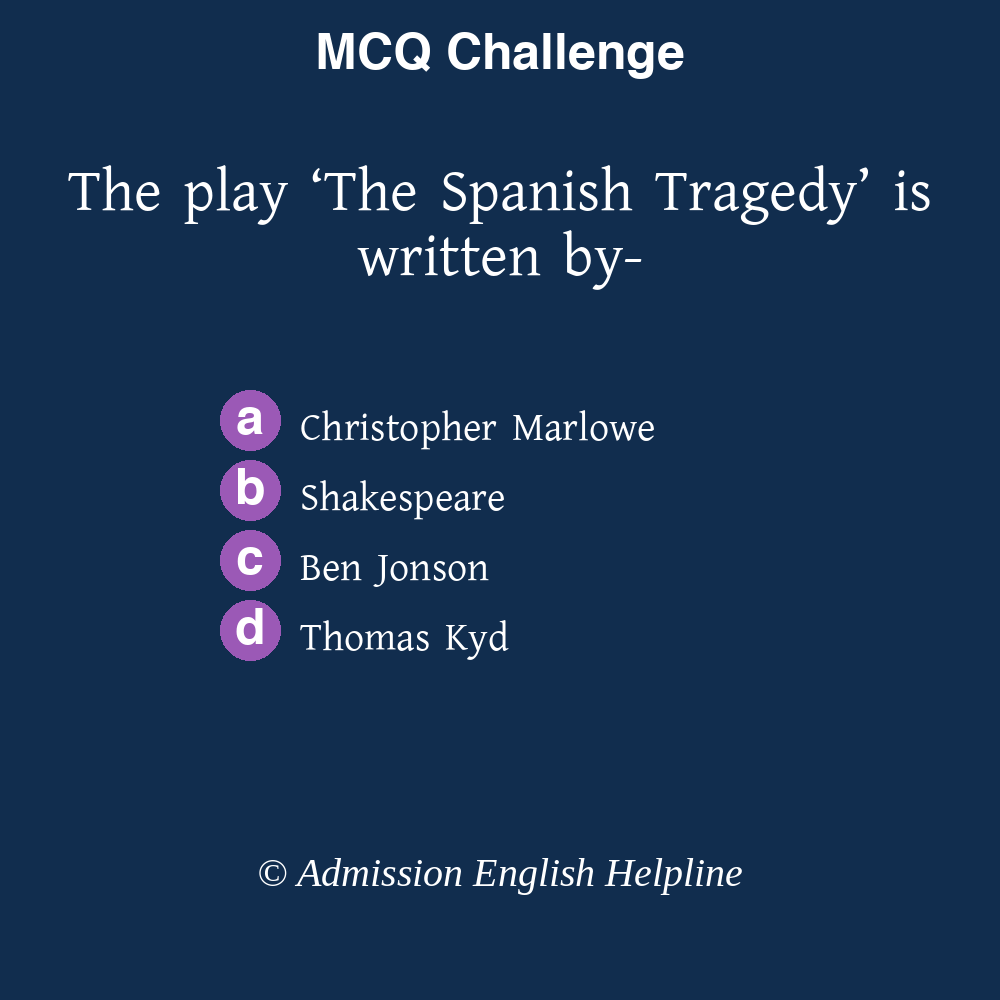 MCQ Challenge
The play ‘The Spanish Tragedy’ is
written by-
a Christopher Marlowe
b Shakespeare
c Ben Jonson
d Thomas Kyd
© Admission English Helpline